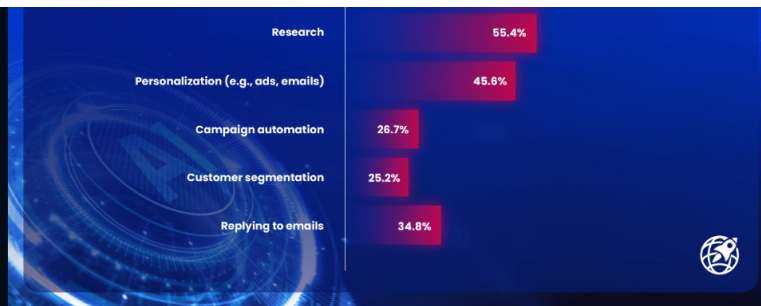 Research
55.4%
Personalization (e.g., ads, emails)
45.6%
Campaign automation
26.7%
Customer segmentation
25.2%
Replying to emails
34.8%
AI